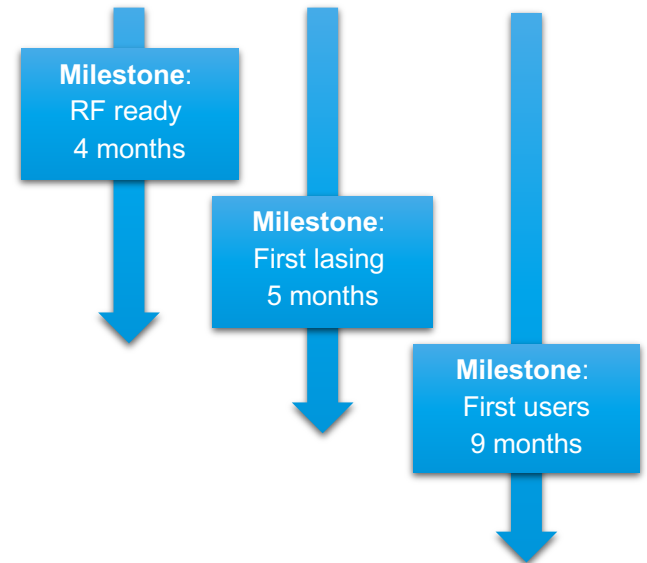 Milestone:
RF ready
4 months
Milestone:
First lasing
5 months
Milestone:
First users
9 months